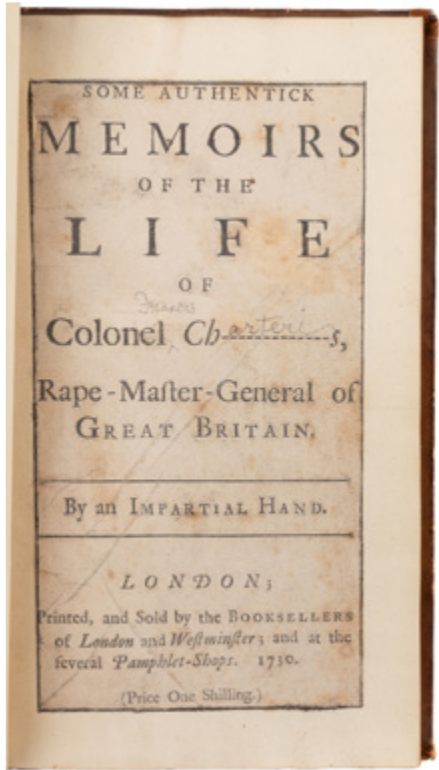 SOME AUTHENTICK
MEMOIRS
OF THE
LIFE
OF
Francis
Colonel Ch arteri s,
Rape-Maſter-General of
GREAT BRITAIN.
By an IMPARTIAL HAND.
LONDON;
Printed, and Sold by the BOOKSELLERS
of London and Weſtminſter; and at the
ſeveral Pamphlet-Shops. 1730.
(Price One Shilling.)